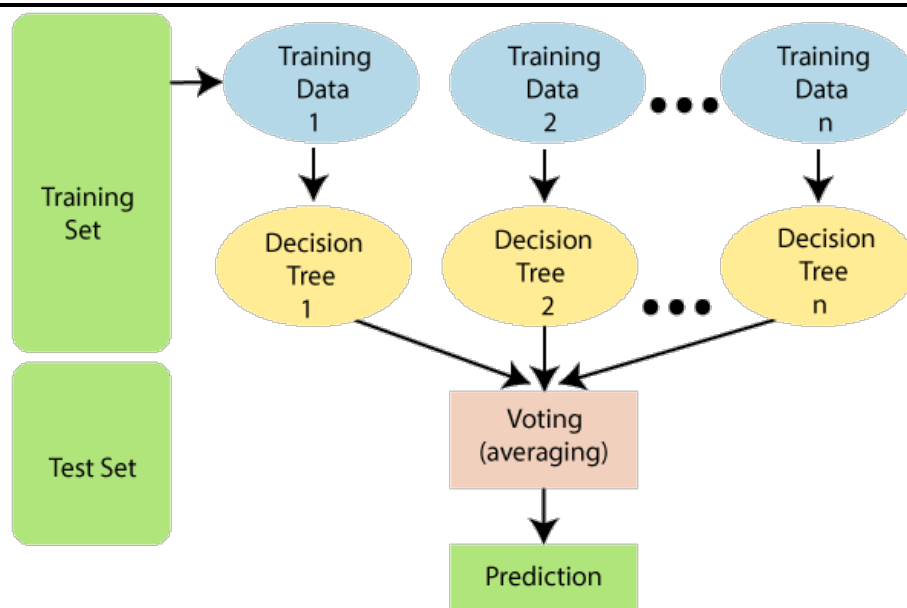 Training
Data
1
Training
Data
2
Training
Data
n
Training
Set
Decision
Tree
1
Decision
Tree
2
Decision
Tree
n
Test Set
Voting
(averaging)
Prediction